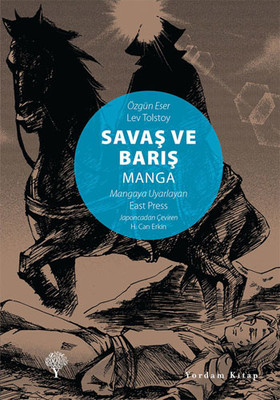 Özgün Eser
Lev Tolstoy
SAVAŞ VE
BARIŞ
MANGA
Mangaya Uyarlayan
East Press
Japoncadan Çeviren
H. Can Erkin
Yordam Kitap